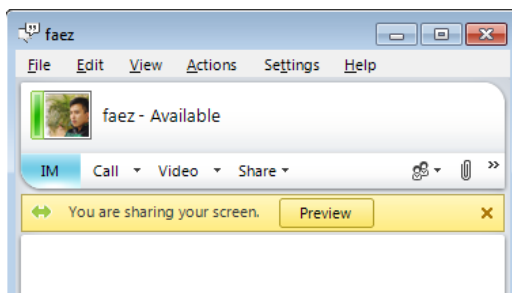 faez
File Edit View Actions Settings Help
faez - Available
IM Call Video Share
You are sharing your screen. Preview